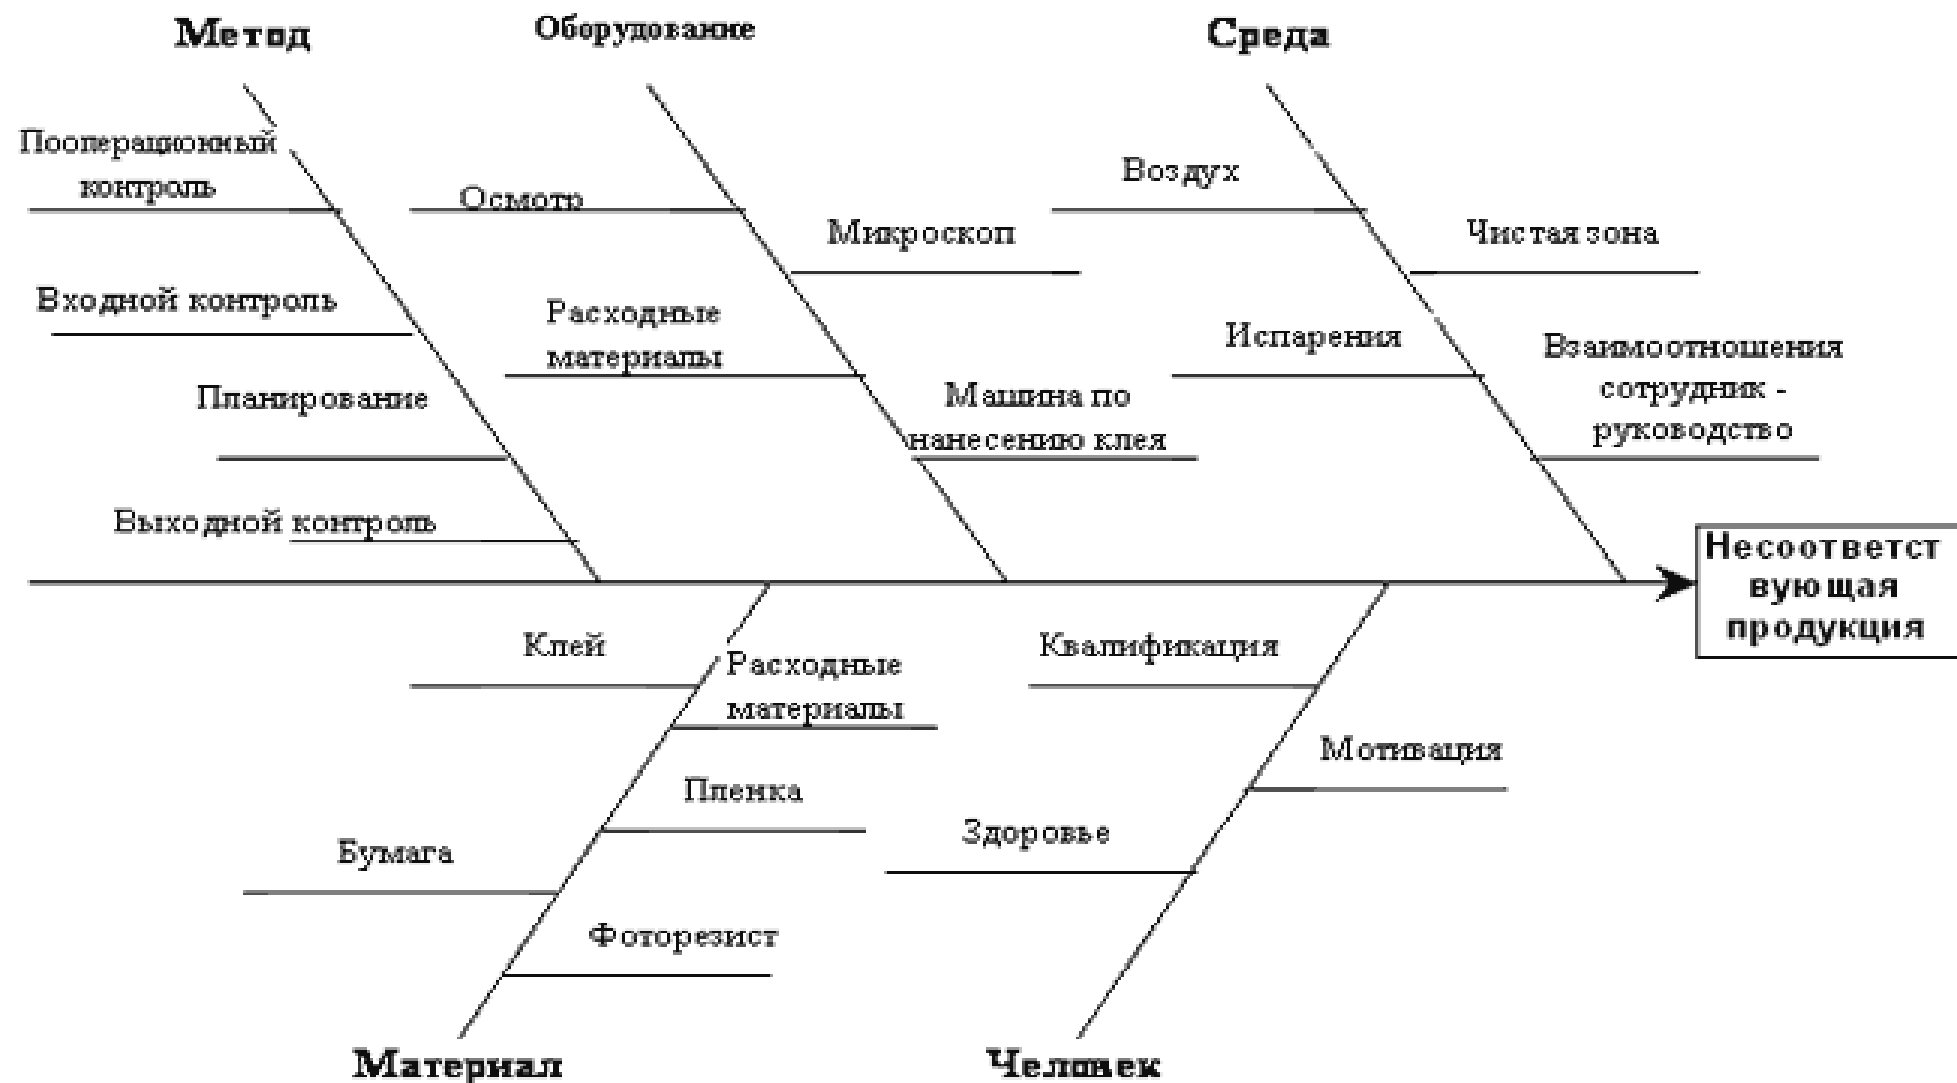 Метод
Оборудование
Среда
Пооперационный
контроль
Осмотр
Воздух
Микроскоп
Чистая зона
Входной контроль
Расходные
материалы
Испарения
Взаимоотношения
сотрудник -
руководство
Планирование
Машина по
нанесению клея
Выходной контроль
Несоответст
вующая
продукция
Клей
Расходные
материалы
Квалификация
Мотивация
Пленка
Здоровье
Бумага
Фоторезист
Материал
Человек